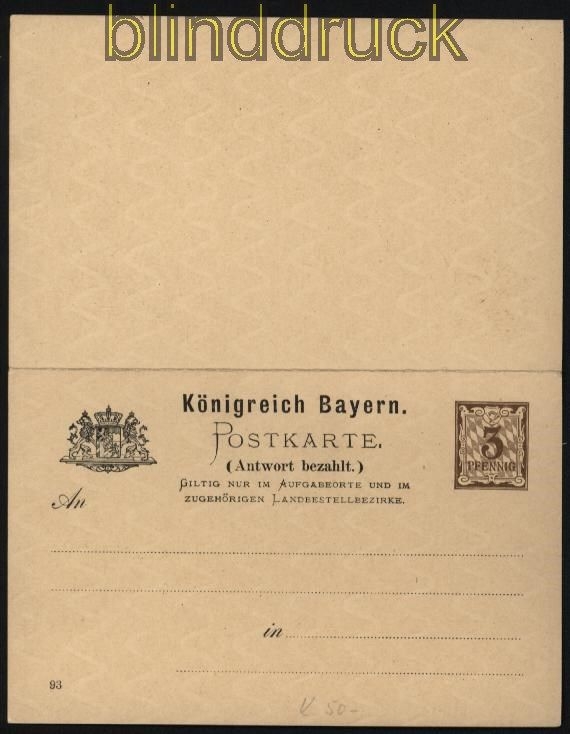 blinddruck
Königreich Bayern.
POSTKARTE.
(Antwort bezahlt.)
GILTIG NUR IM AUFGABEORTE UND IM
ZUGEHÖRIGEN LANDBESTELLBEZIRKE.
3
PFENNIG
An
in
93
K 50-